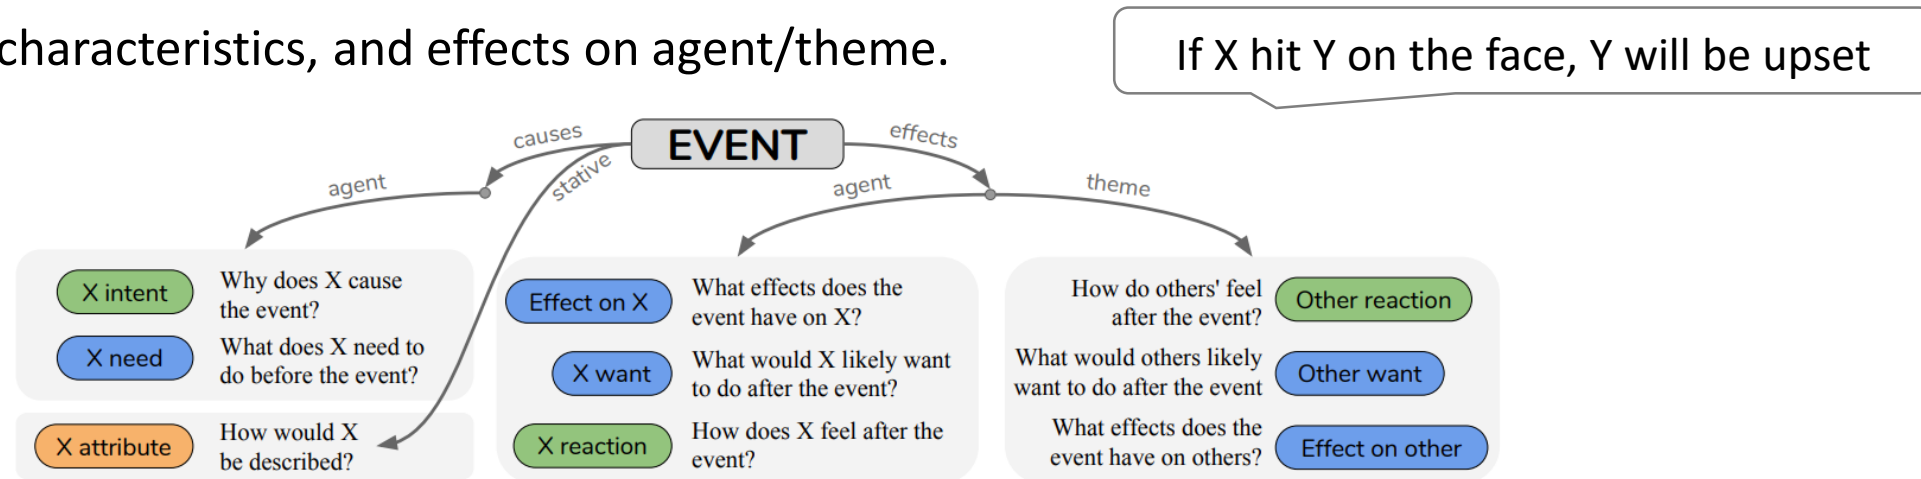 characteristics, and effects on agent/theme.
If X hit Y on the face, Y will be upset
EVENT
causes
stative
effects
agent
agent
theme
X intent
Why does X cause
the event?
X need
What does X need to
do before the event?
X attribute
How would X
be described?
Effect on X
What effects does the
event have on X?
X want
What would X likely want
to do after the event?
X reaction
How does X feel after the
event?
How do others' feel
after the event?
Other reaction
What would others likely
want to do after the event
Other want
What effects does the
event have on others?
Effect on other